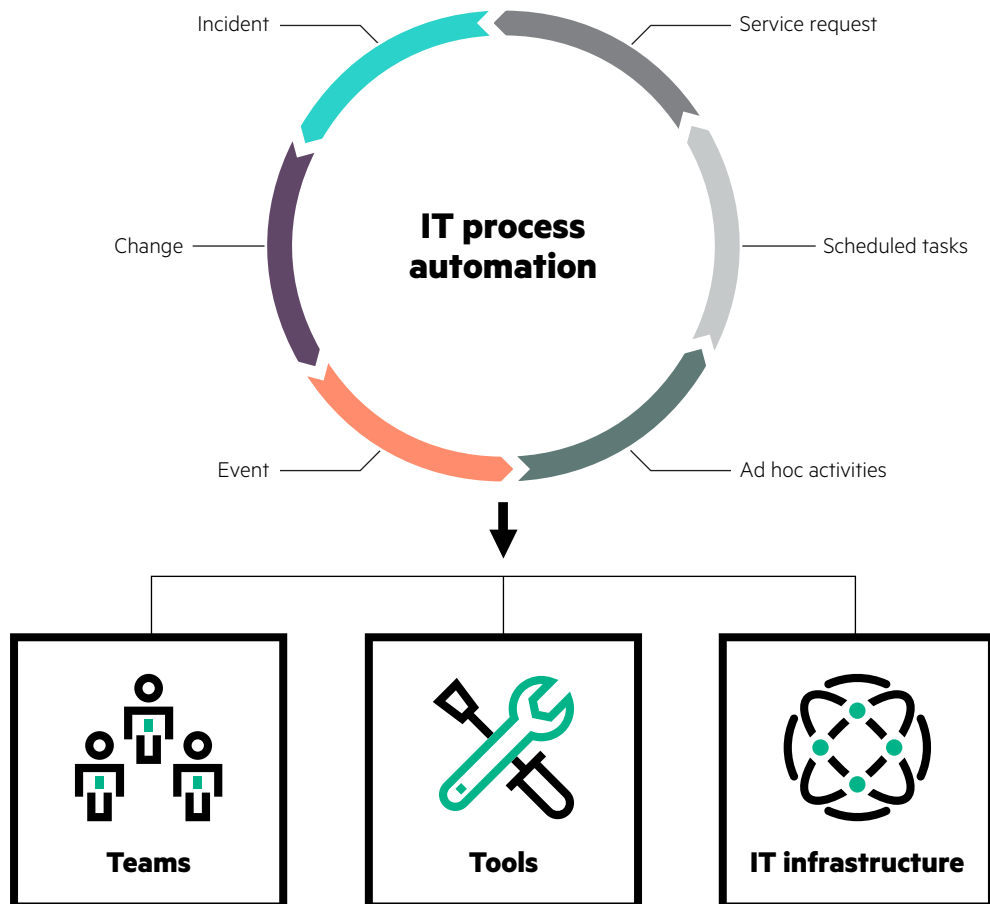 Incident
Service request
IT process
automation
Change
Scheduled tasks
Event
Ad hoc activities
Teams
Tools
IT infrastructure